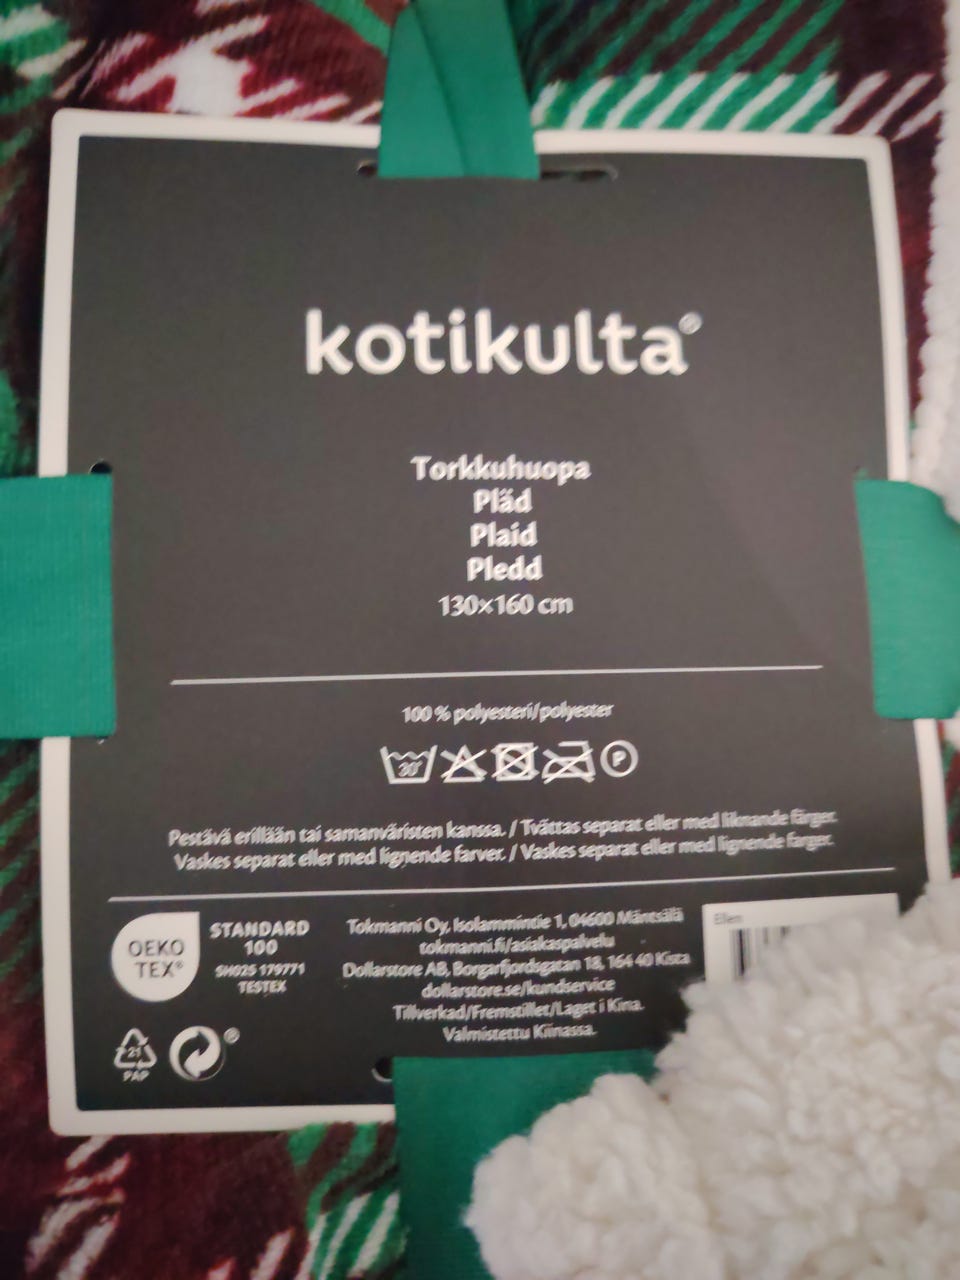 kotikulta®
Torkkuhuopa
Pläd
Plaid
Pledd
130×160 cm
100 % polyesteri/polyester
30°
P
Pestävä erillään tai samanväristen kanssa. / Tvättas separat eller med liknande färger.
Vaskes separat eller med lignende farver. / Vaskes separat eller med lignende farger.
OEKO
TEX®
STANDARD
100
SH025 179771
TESTEX
Tokmanni Oy, Isolammintie 1, 04600 Mäntsälä
tokmanni.fi/asiakaspalvelu
Dollarstore AB, Borgarfjordsgatan 18, 164 40 Kista
dollarstore.se/kundservice
Tillverkad/Fremstillet/Laget i Kina.
Valmistettu Kiinassa.
Ellen
21
PAP
®